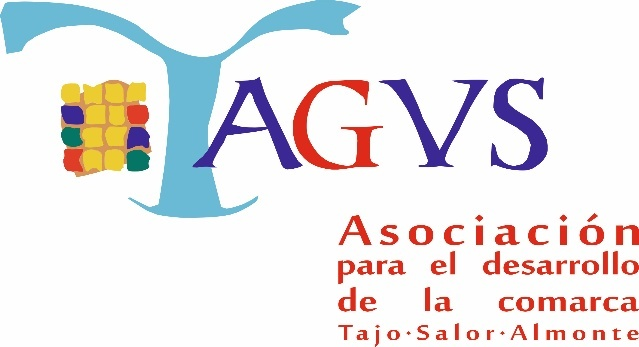 TAGVS
Asociación
para el desarrollo
de la comarca
Tajo·Salor·Almonte